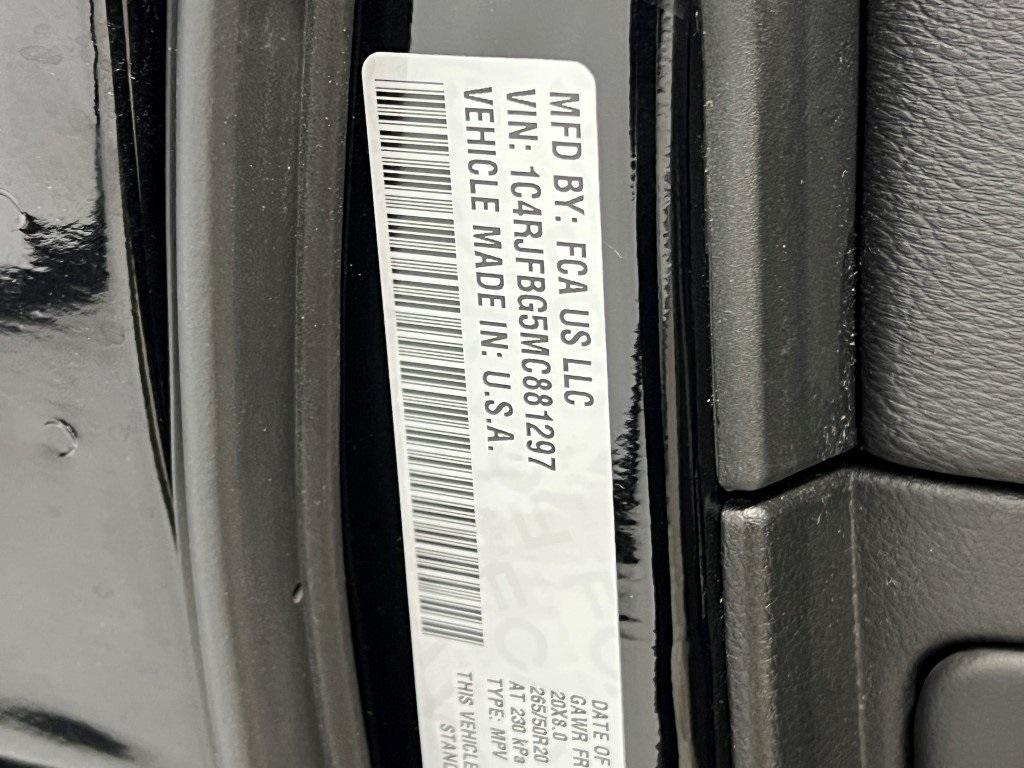 MFD BY: FCA US LLC
VIN: 1C4RJFBG5MC881297
VEHICLE MADE IN: U.S.A.
DATE OF
GAWR FR
20X8.0
265/50R20
AT 230 kPa
TYPE: MPV
THIS VEHICLE
STAN